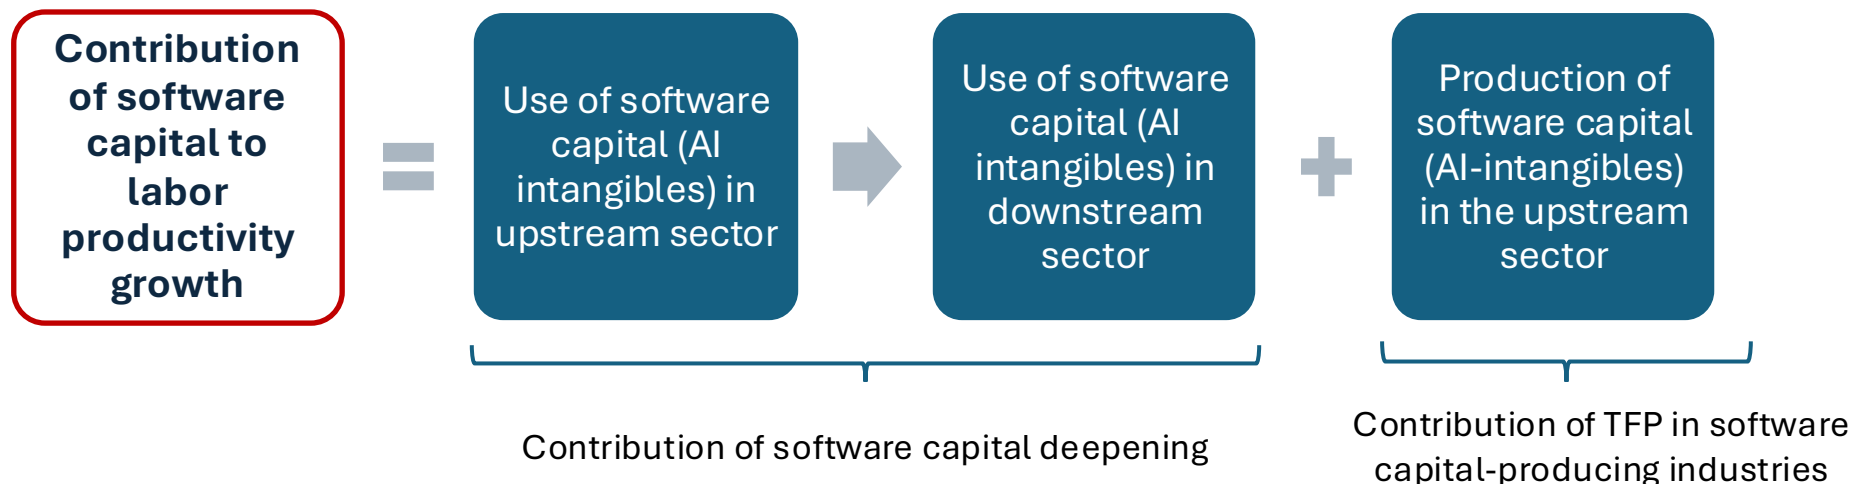 Contribution
of software
capital to
labor
productivity
growth
Use of software
capital (AI
intangibles) in
upstream sector
Use of software
capital (AI
intangibles) in
downstream
sector
Production of
software capital
(AI-intangibles)
in the upstream
sector
Contribution of software capital deepening
Contribution of TFP in software
capital-producing industries